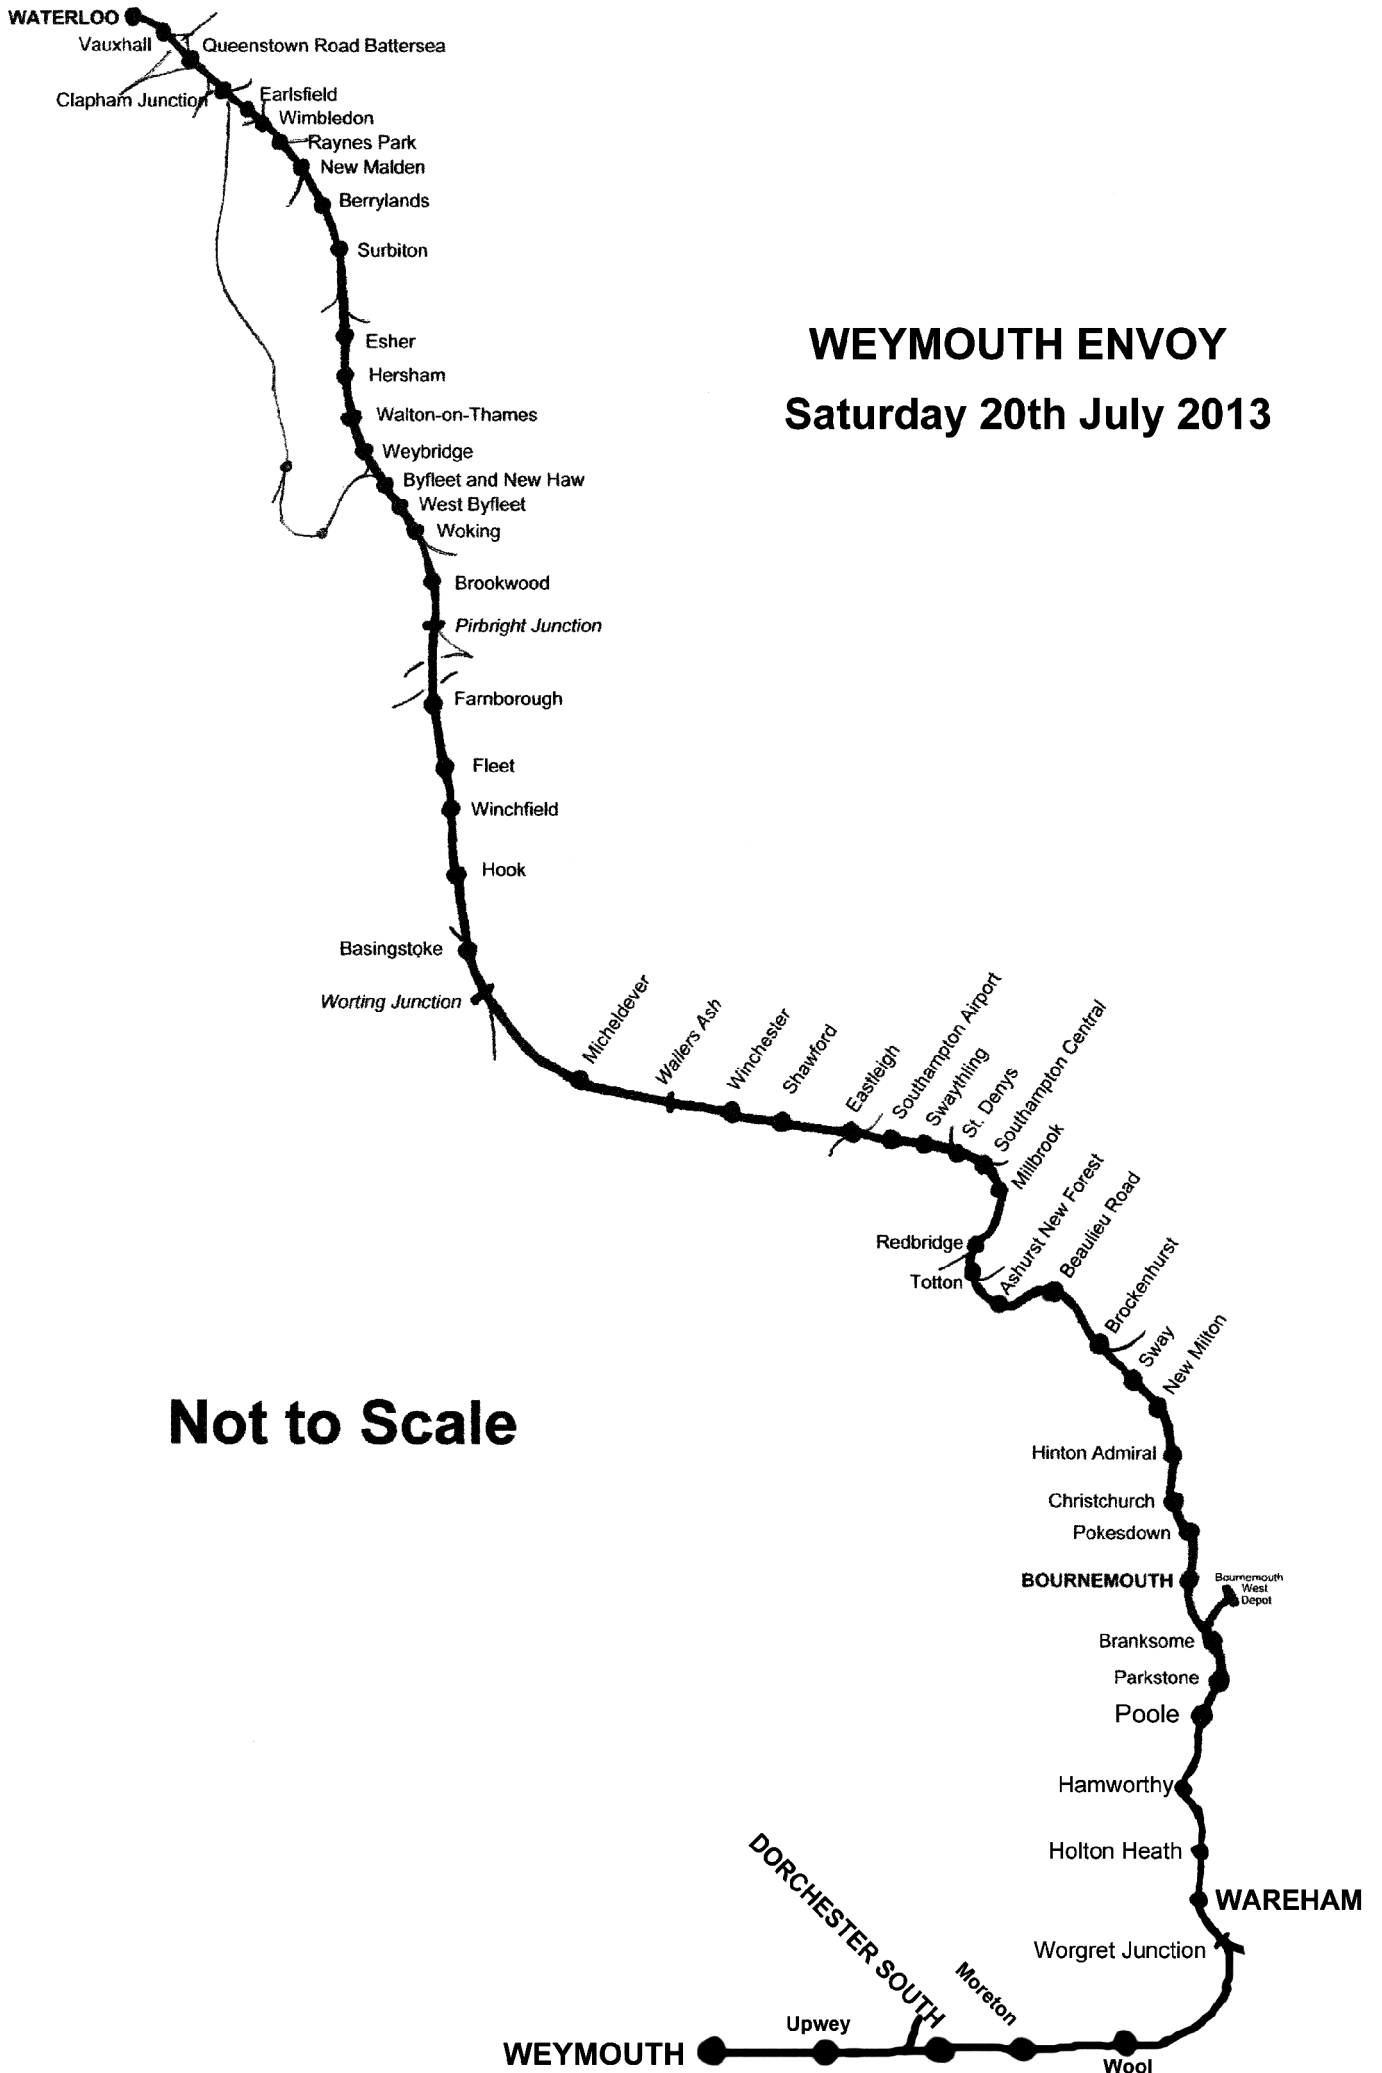 WATERLOO
Vauxhall
Queenstown Road Battersea
Clapham Junction
Earlsfield
Wimbledon
Raynes Park
New Malden
Berrylands
Surbiton
WEYMOUTH ENVOY
Saturday 20th July 2013
Esher
Hersham
Walton-on-Thames
Weybridge
Byfleet and New Haw
West Byfleet
Woking
Brookwood
Pirbright Junction
Farnborough
Fleet
Winchfield
Hook
Basingstoke
Worting Junction
Micheldever
Wallers Ash
Winchester
Shawford
Eastleigh
Southampton Airport
Swaythling
St. Denys
Southampton Central
Millbrook
Redbridge
Totton
Ashurst New Forest
Beaulieu Road
Brockenhurst
Sway
New Milton
Not to Scale
Hinton Admiral
Christchurch
Pokesdown
BOURNEMOUTH
Bournemouth
West
Depot
Branksome
Parkstone
Poole
Hamworthy
Holton Heath
WAREHAM
Worgret Junction
DORCHESTER SOUTH
Moreton
Upwey
WEYMOUTH
Wool